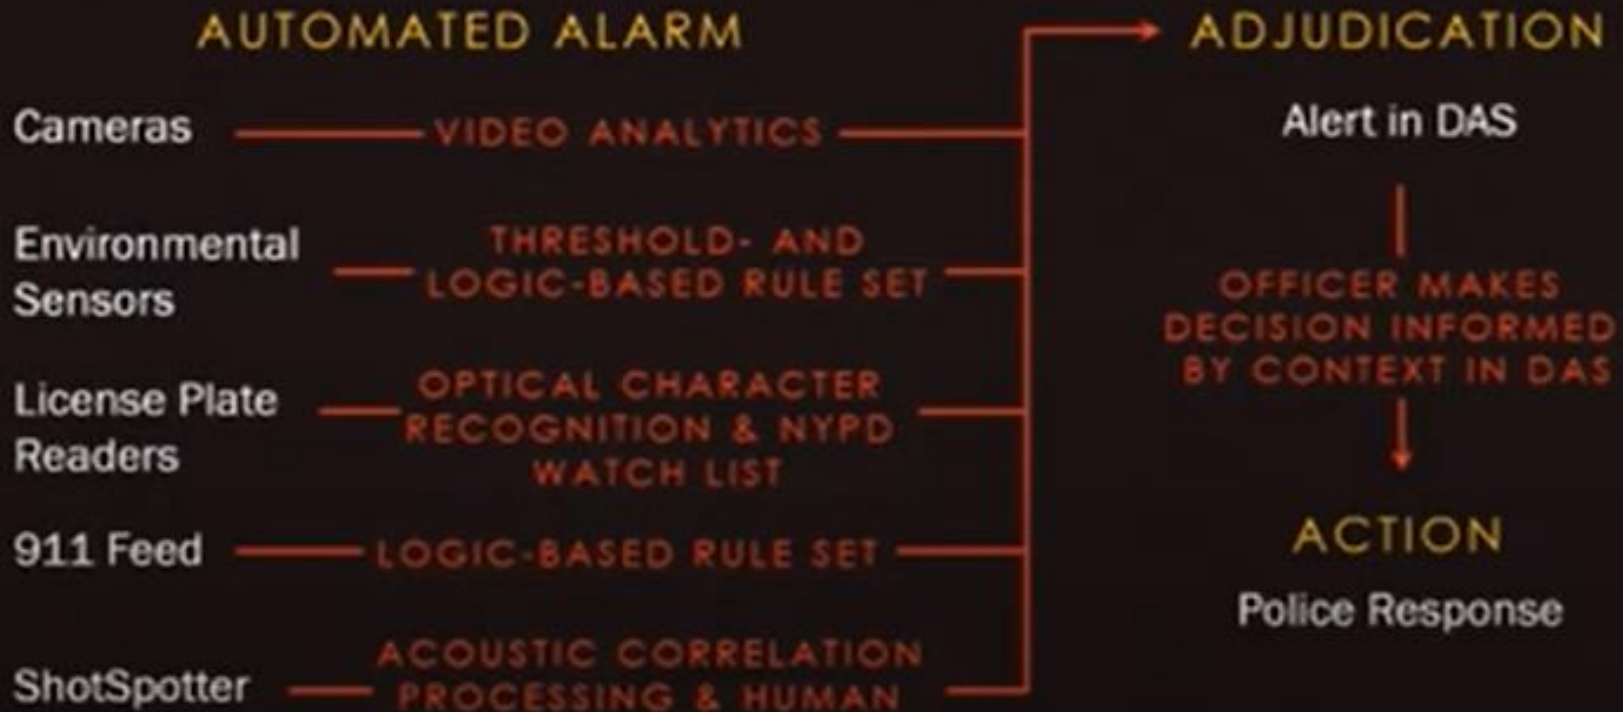 AUTOMATED ALARM
Cameras
VIDEO ANALYTICS
Environmental
Sensors
THRESHOLD- AND
LOGIC-BASED RULE SET
License Plate
Readers
OPTICAL CHARACTER
RECOGNITION & NYPD
WATCH LIST
911 Feed
LOGIC-BASED RULE SET
ShotSpotter
ACOUSTIC CORRELATION
PROCESSING & HUMAN
ADJUDICATION
Alert in DAS
OFFICER MAKES
DECISION INFORMED
BY CONTEXT IN DAS
ACTION
Police Response